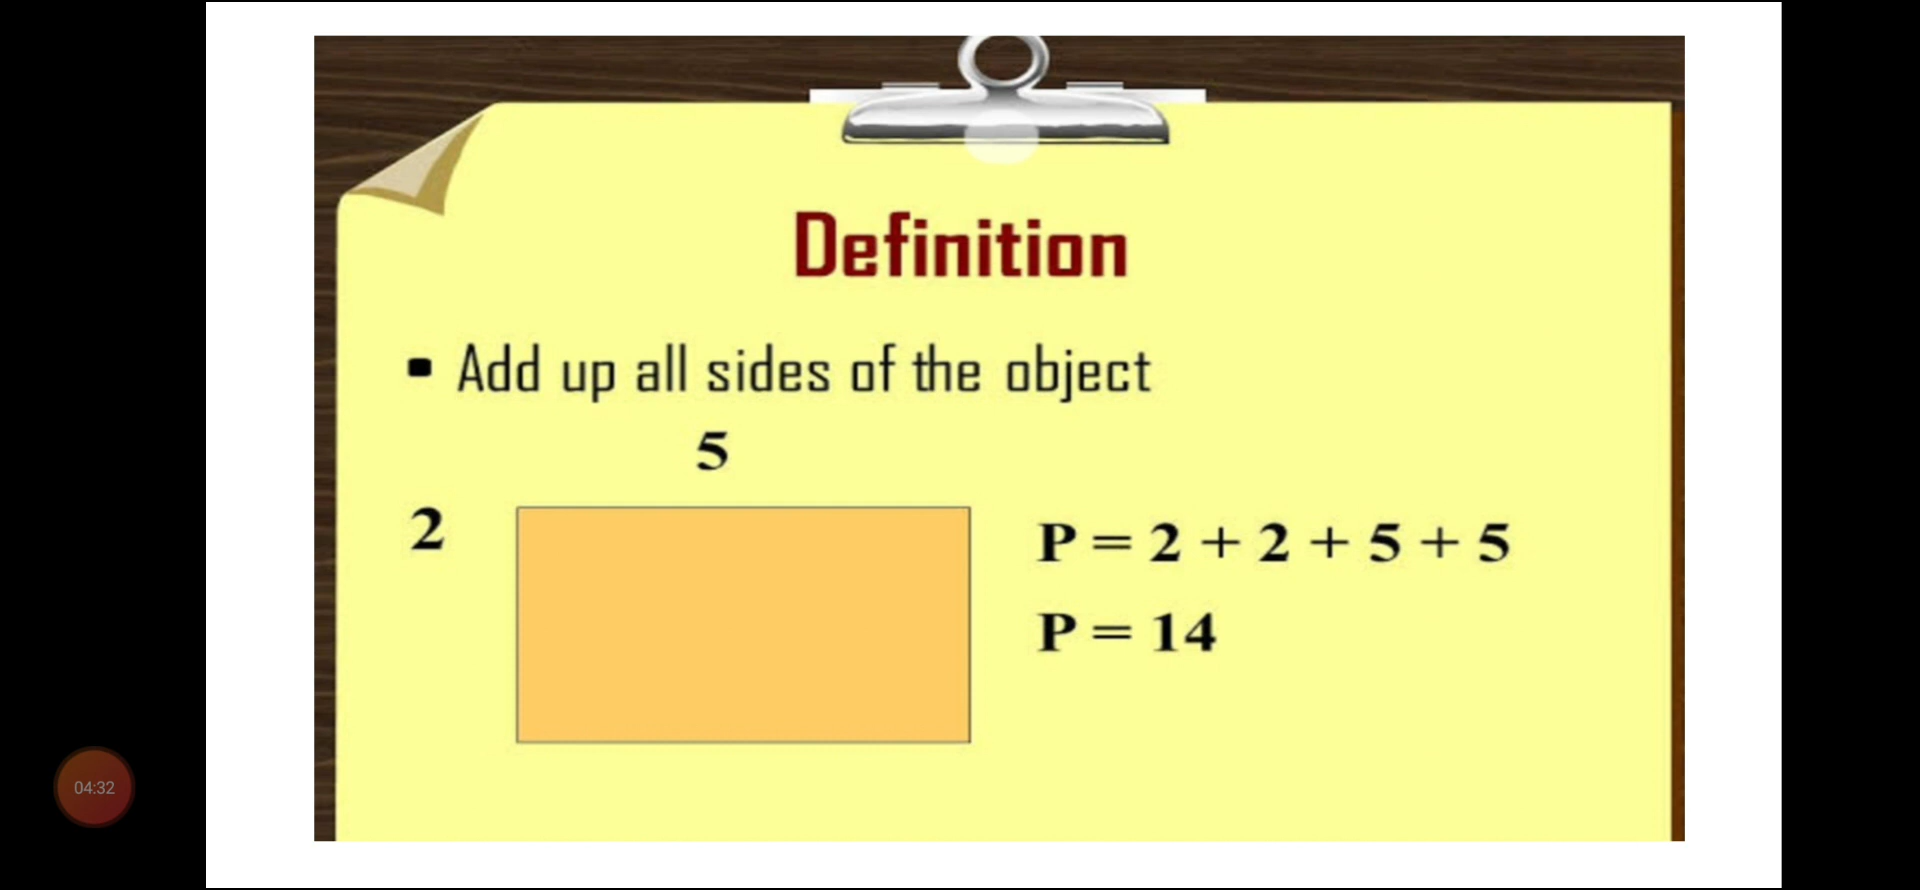 Definition
▪ Add up all sides of the object
5
2
P = 2 + 2 + 5 + 5
P = 14
04:32